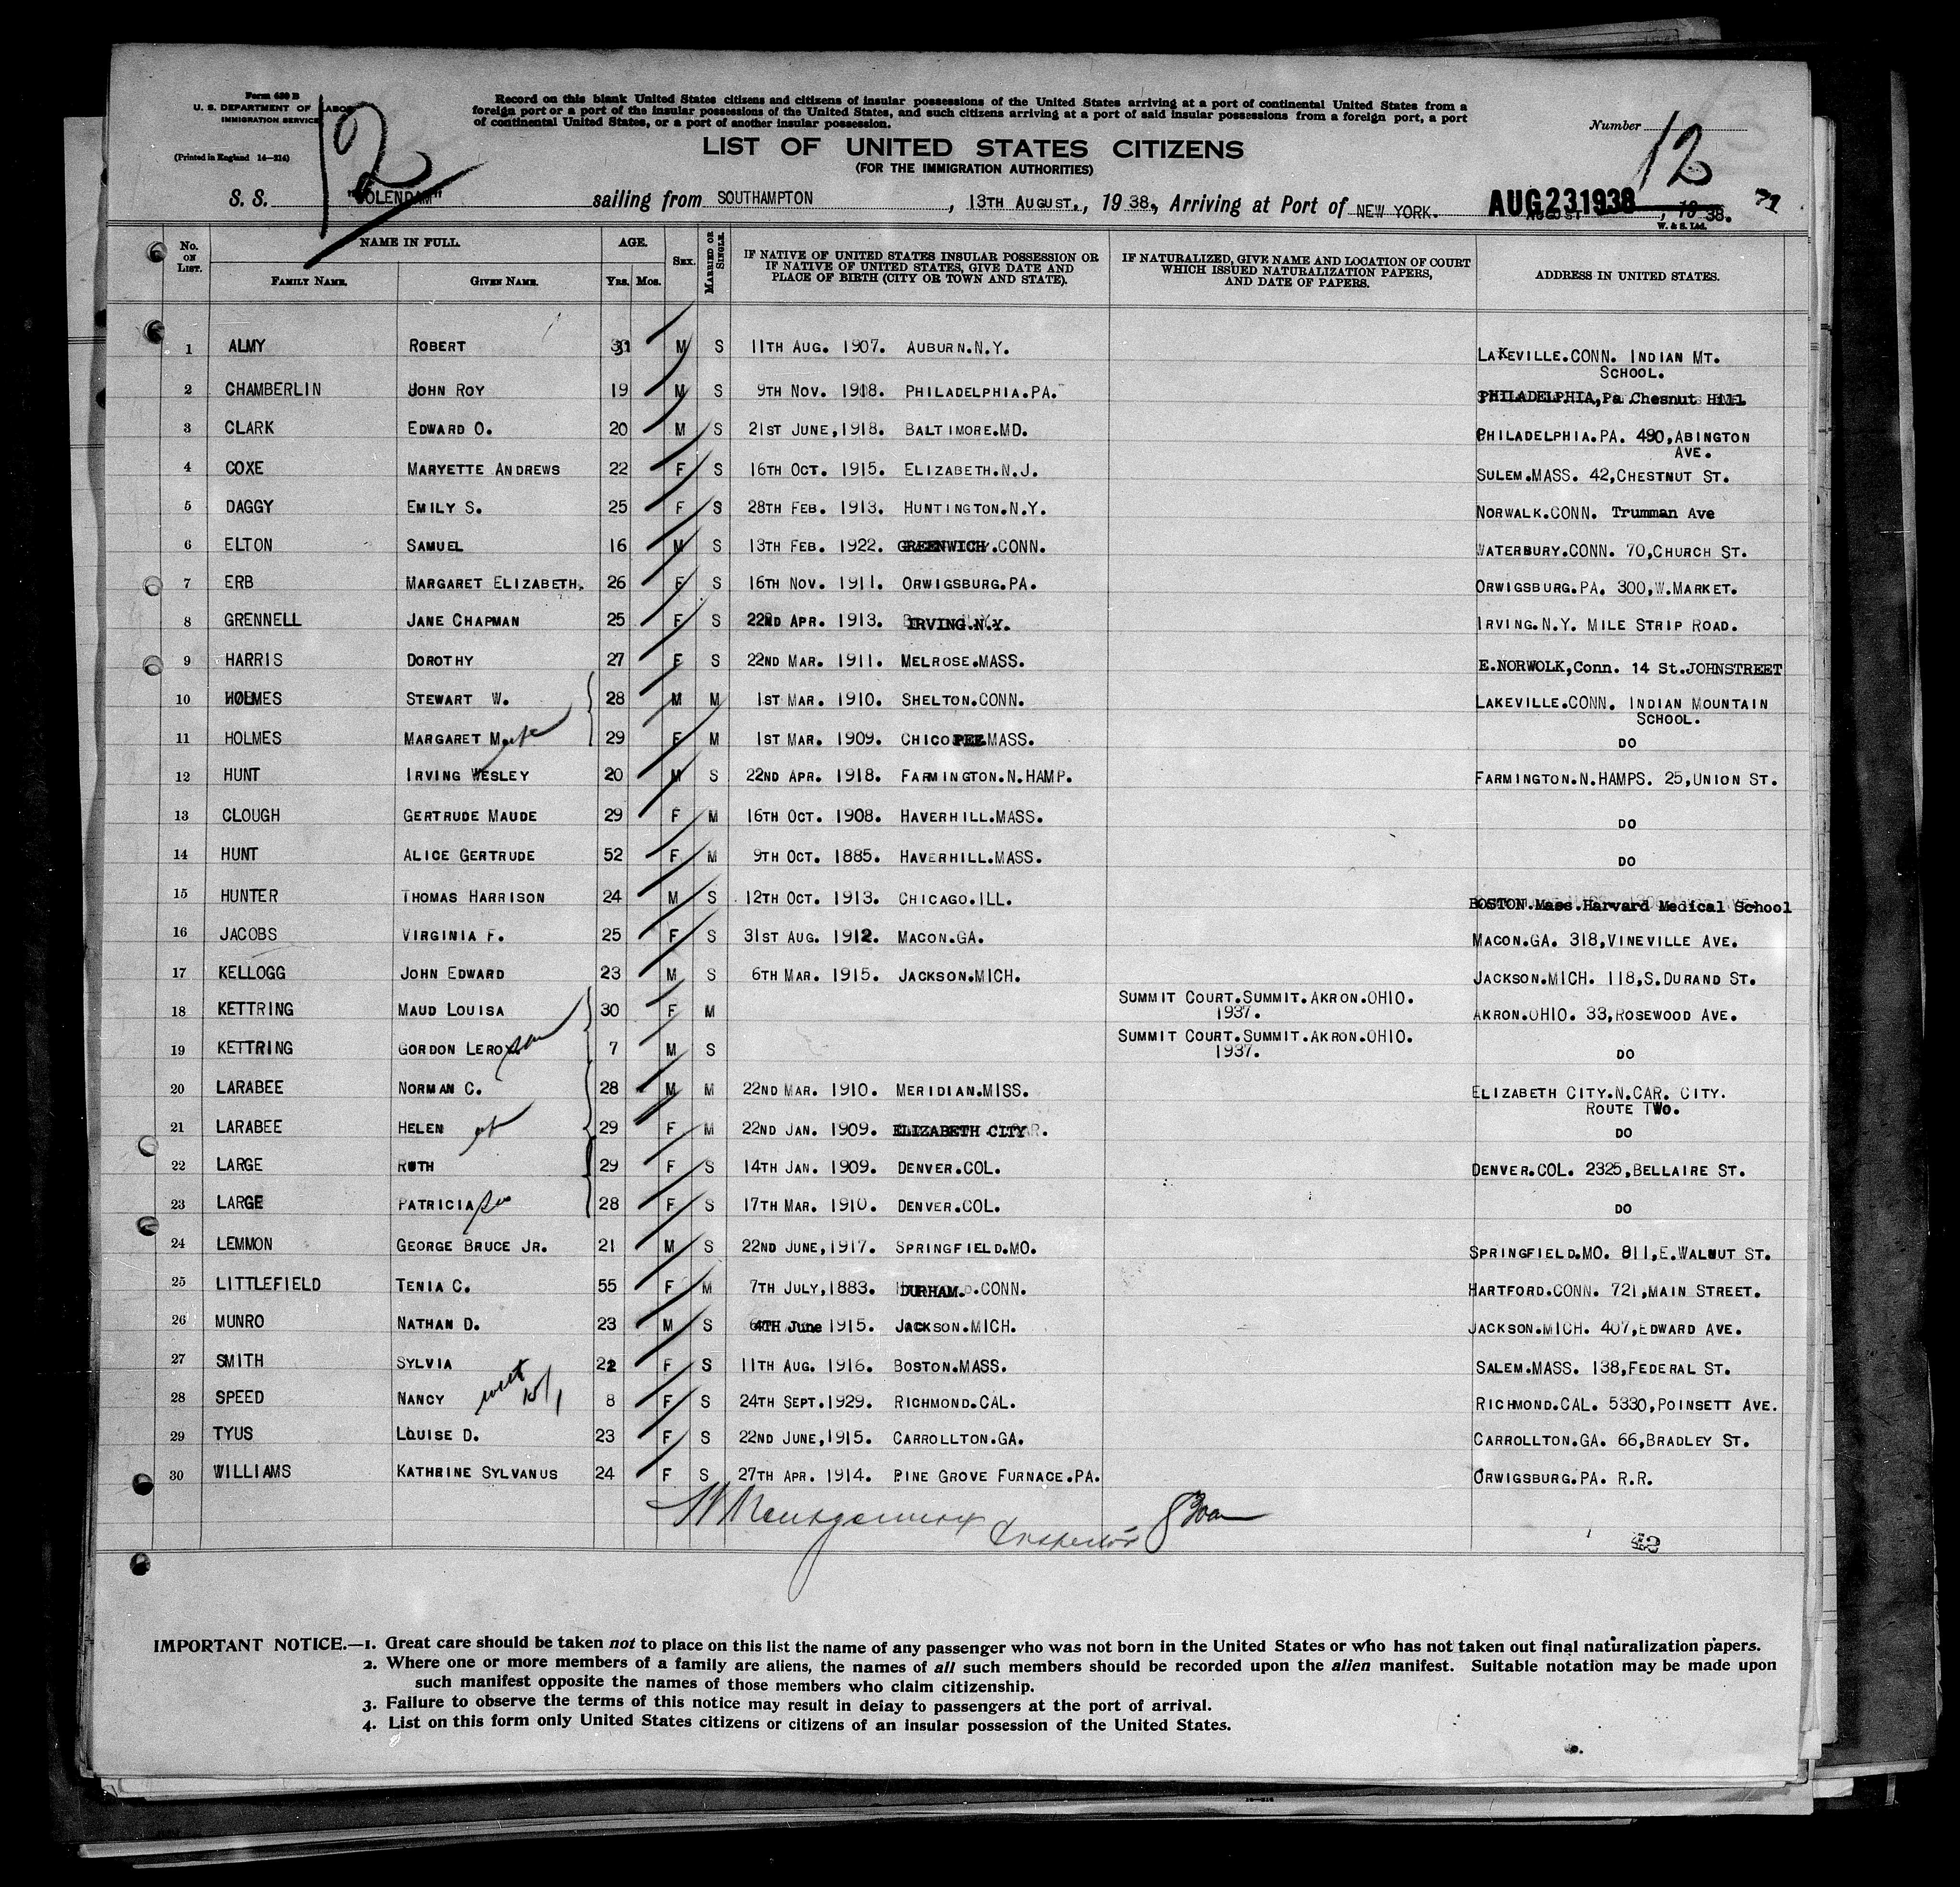 Form 630 B
U. S. DEPARTMENT OF LABOR
IMMIGRATION SERVICE
(Printed in England 14—214)
12
Record on this blank United States citizens and citizens of insular possessions of the United States arriving at a port of continental United States from a
foreign port or a port of the insular possessions of the United States, and such citizens arriving at a port of said insular possessions from a foreign port, a port
of continental United States, or a port of another insular possession.
Number 12
LIST OF UNITED STATES CITIZENS
(FOR THE IMMIGRATION AUTHORITIES)
S. S. "VOLENDAM" sailing from SOUTHAMPTON, 13TH AUGUST., 1938., Arriving at Port of NEW YORK. AUG 23 1938 AUGUST, 1938. 71
W. & S. Ltd.
No. ON LIST. NAME IN FULL. FAMILY NAME. GIVEN NAME. AGE. Yrs. Mos. SEX. MARRIED OR SINGLE. IF NATIVE OF UNITED STATES INSULAR POSSESSION OR IF NATIVE OF UNITED STATES, GIVE DATE AND PLACE OF BIRTH (CITY OR TOWN AND STATE). IF NATURALIZED, GIVE NAME AND LOCATION OF COURT WHICH ISSUED NATURALIZATION PAPERS, AND DATE OF PAPERS. ADDRESS IN UNITED STATES.
1 ALMY ROBERT 31 M S 11TH AUG. 1907. AUBURN.N.Y. LAKEVILLE.CONN. INDIAN MT.
SCHOOL.
2 CHAMBERLIN JOHN ROY 19 M S 9TH NOV. 1918. PHILADELPHIA.PA. PHILADELPHIA,Pa Chesnut Hill
3 CLARK EDWARD O. 20 M S 21ST JUNE,1918. BALTIMORE.MD. PHILADELPHIA.PA. 490,ABINGTON
AVE.
4 COXE MARYETTE ANDREWS 22 F S 16TH OCT. 1915. ELIZABETH.N.J. SULEM.MASS. 42,CHESTNUT ST.
5 DAGGY EMILY S. 25 F S 28TH FEB. 1913. HUNTINGTON.N.Y. NORWALK.CONN. Trumman Ave
6 ELTON SAMUEL 16 M S 13TH FEB. 1922. GREENWICH.CONN. WATERBURY.CONN. 70,CHURCH ST.
7 ERB MARGARET ELIZABETH. 26 F S 16TH NOV. 1911. ORWIGSBURG.PA. ORWIGSBURG.PA. 300,W.MARKET.
8 GRENNELL JANE CHAPMAN 25 F S 22ND APR. 1913. IRVING.N.Y. IRVING.N.Y. MILE STRIP ROAD.
9 HARRIS DOROTHY 27 F S 22ND MAR. 1911. MELROSE.MASS. E.NORWOLK,Conn. 14 St.JOHNSTREET
10 HOLMES STEWART W. 28 M M 1ST MAR. 1910. SHELTON.CONN. LAKEVILLE.CONN. INDIAN MOUNTAIN
SCHOOL.
11 HOLMES MARGARET M. wife 29 F M 1ST MAR. 1909. CHICOPEE MASS. DO
12 HUNT IRVING WESLEY 20 M S 22ND APR. 1918. FARMINGTON.N.HAMP. FARMINGTON.N.HAMPS. 25,UNION ST.
13 CLOUGH GERTRUDE MAUDE 29 F M 16TH OCT. 1908. HAVERHILL.MASS. DO
14 HUNT ALICE GERTRUDE 52 F M 9TH OCT. 1885. HAVERHILL.MASS. DO
15 HUNTER THOMAS HARRISON 24 M S 12TH OCT. 1913. CHICAGO.ILL. BOSTON.Mass.Harvard Medical School
16 JACOBS VIRGINIA F. 25 F S 31ST AUG. 1912. MACON.GA. MACON.GA. 318,VINEVILLE AVE.
17 KELLOGG JOHN EDWARD 23 M S 6TH MAR. 1915. JACKSON.MICH. JACKSON.MICH. 118,S.DURAND ST.
18 KETTRING MAUD LOUISA 30 F M SUMMIT COURT.SUMMIT.AKRON.OHIO.
1937. AKRON.OHIO. 33,ROSEWOOD AVE.
19 KETTRING GORDON LEROY son 7 M S SUMMIT COURT.SUMMIT.AKRON.OHIO.
1937. DO
20 LARABEE NORMAN C. 28 M M 22ND MAR. 1910. MERIDIAN.MISS. ELIZABETH CITY.N.CAR. CITY.
ROUTE TWO.
21 LARABEE HELEN 29 F M 22ND JAN. 1909. ELIZABETH CITY DO
22 LARGE RUTH 29 F S 14TH JAN. 1909. DENVER.COL. DENVER.COL. 2325,BELLAIRE ST.
23 LARGE PATRICIA 28 F S 17TH MAR. 1910. DENVER.COL. DO
24 LEMMON GEORGE BRUCE JR. 21 M S 22ND JUNE,1917. SPRINGFIELD.MO. SPRINGFIELD.MO. 811,E.WALNUT ST.
25 LITTLEFIELD TENIA C. 55 F M 7TH JULY,1883. DURHAM.CONN. HARTFORD.CONN. 721,MAIN STREET.
26 MUNRO NATHAN D. 23 M S 4TH June 1915. JACKSON.MICH. JACKSON.MICH. 407,EDWARD AVE.
27 SMITH SYLVIA 22 F S 11TH AUG. 1916. BOSTON.MASS. SALEM.MASS. 138,FEDERAL ST.
28 SPEED NANCY 8 F S 24TH SEPT.1929. RICHMOND.CAL. RICHMOND.CAL. 5330,POINSETT AVE.
29 TYUS LOUISE D. 23 F S 22ND JUNE,1915. CARROLLTON.GA. CARROLLTON.GA. 66,BRADLEY ST.
30 WILLIAMS KATHRINE SYLVANUS 24 F S 27TH APR. 1914. PINE GROVE FURNACE.PA. ORWIGSBURG.PA. R.R.
Montgomery Inspector
42
IMPORTANT NOTICE.—1. Great care should be taken not to place on this list the name of any passenger who was not born in the United States or who has not taken out final naturalization papers.
2. Where one or more members of a family are aliens, the names of all such members should be recorded upon the alien manifest. Suitable notation may be made upon
such manifest opposite the names of those members who claim citizenship.
3. Failure to observe the terms of this notice may result in delay to passengers at the port of arrival.
4. List on this form only United States citizens or citizens of an insular possession of the United States.